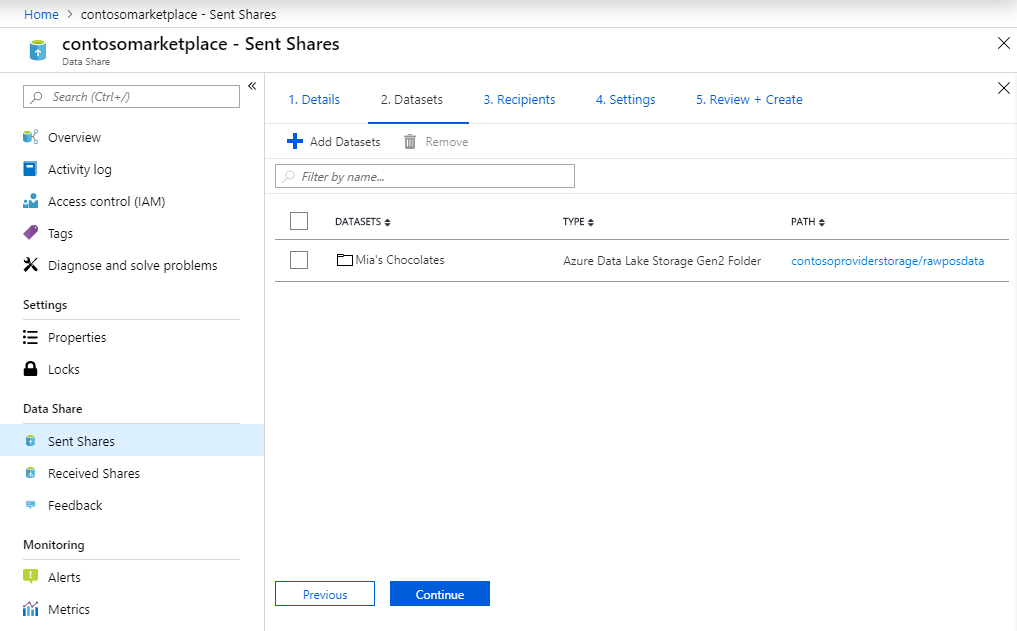 Home > contosomarketplace - Sent Shares
contosomarketplace - Sent Shares
Data Share
Search (Ctrl+/)
«
Overview
Activity log
Access control (IAM)
Tags
Diagnose and solve problems
Settings
Properties
Locks
Data Share
Sent Shares
Received Shares
Feedback
Monitoring
Alerts
Metrics
1. Details 2. Datasets 3. Recipients 4. Settings 5. Review + Create
Add Datasets Remove
Filter by name...
DATASETS TYPE PATH
Mia's Chocolates Azure Data Lake Storage Gen2 Folder contosoproviderstorage/rawposdata
Previous Continue